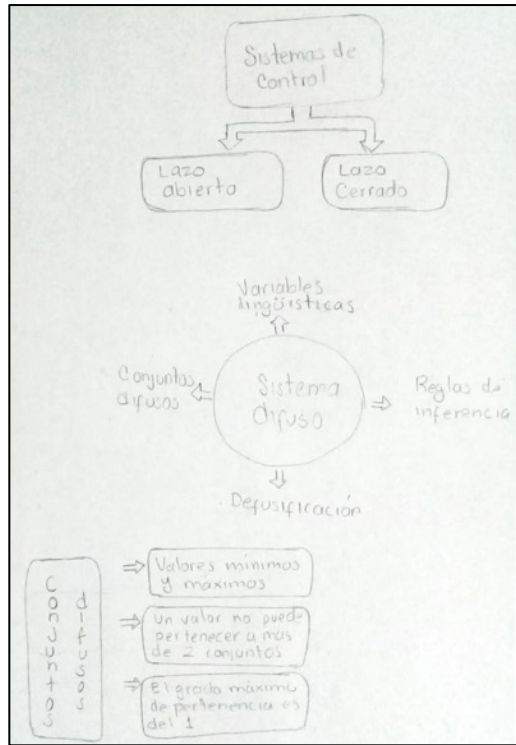 Sistemas de
Control
Lazo
abierto
Lazo
Cerrado
Variables
lingüísticas
Conjuntos
difusos
Sistema
difuso
Reglas de
inferencia
Defusificación
Conjuntos
difusos
Valores mínimos
y máximos
Un valor no puede
pertenecer a mas
de 2 conjuntos
El grado máximo
de pertenencia es
del 1